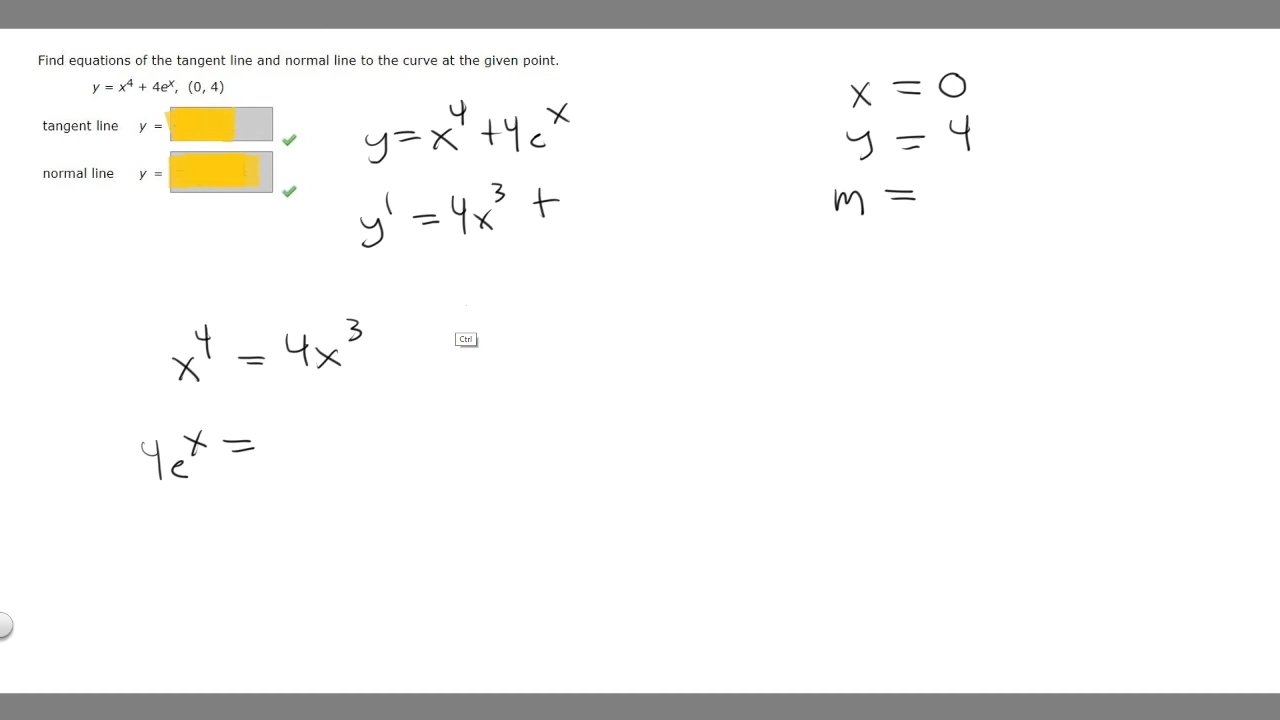 Find equations of the tangent line and normal line to the curve at the given point.
y = x⁴ + 4eˣ, (0, 4)
tangent line y =
normal line y =
y = x⁴ + 4eˣ
y' = 4x³ +
x = 0
y = 4
m =
x⁴ = 4x³
Ctrl
4eˣ =